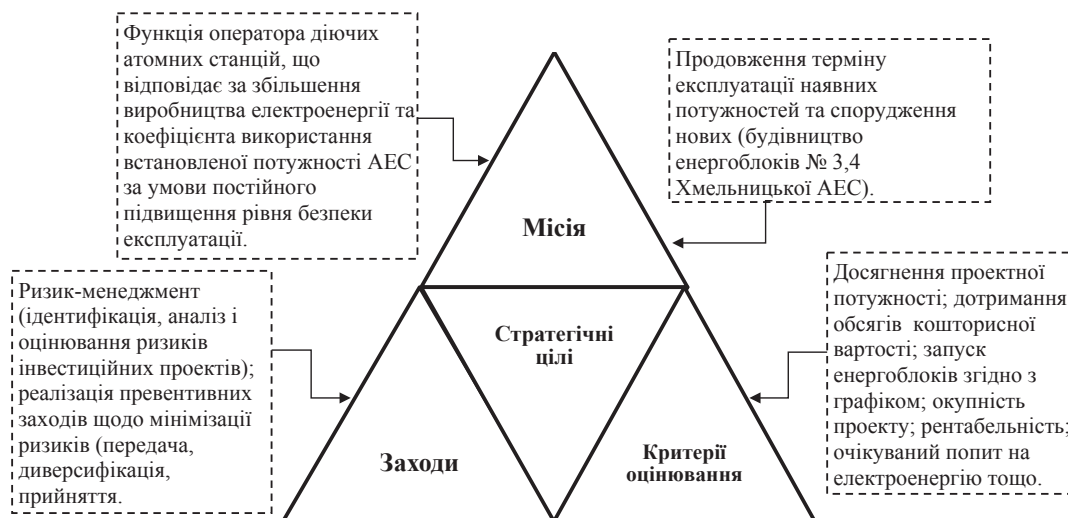 Функція оператора діючих
атомних станцій, що
відповідає за збільшення
виробництва електроенергії та
коефіцієнта використання
встановленої потужності АЕС
за умови постійного
підвищення рівня безпеки
експлуатації.
Продовження терміну
експлуатації наявних
потужностей та спорудження
нових (будівництво
енергоблоків № 3,4
Хмельницької АЕС).
Місія
Ризик-менеджмент
(ідентифікація, аналіз і
оцінювання ризиків
інвестиційних проектів);
реалізація превентивних
заходів щодо мінімізації
ризиків (передача,
диверсифікація,
прийняття.
Стратегічні
цілі
Досягнення проектної
потужності; дотримання
обсягів кошторисної
вартості; запуск
енергоблоків згідно з
графіком; окупність
проекту; рентабельність;
очікуваний попит на
електроенергію тощо.
Заходи
Критерії
оцінювання